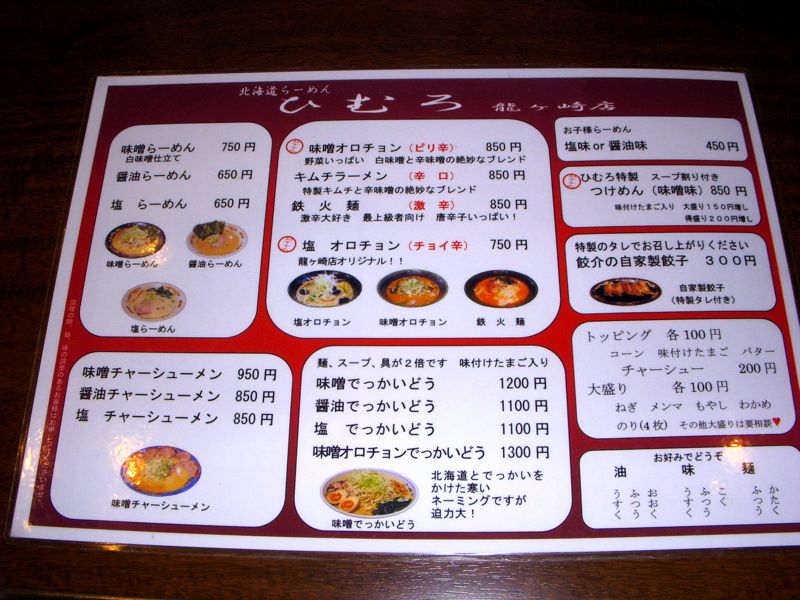 北海道らーめん
ひむろ 龍ヶ崎店
味噌らーめん 750円
白味噌仕立て
醤油らーめん 650円
塩 らーめん 650円
味噌らーめん
醤油らーめん
塩らーめん
味噌チャーシューメン 950円
醤油チャーシューメン 850円
塩 チャーシューメン 850円
味噌チャーシューメン
味噌オロチョン(ピリ辛) 850円
野菜いっぱい 白味噌と辛味噌の絶妙なブレンド
キムチラーメン (辛口) 850円
特製キムチと辛味噌の絶妙なブレンド
鉄火麺 (激辛) 850円
激辛大好き 最上級者向け 唐辛子いっぱい!
塩 オロチョン(チョイ辛) 750円
龍ヶ崎店オリジナル!!
塩オロチョン
味噌オロチョン
鉄火麺
麺、スープ、具が2倍です 味付けたまご入り
味噌でっかいどう 1200円
醤油でっかいどう 1100円
塩 でっかいどう 1100円
味噌オロチョンでっかいどう 1300円
北海道とでっかいを
かけた寒い
ネーミングですが
迫力大!
味噌でっかいどう
お子様らーめん
塩味or醤油味 450円
ひむろ特製 スープ割り付き
つけめん(味噌味) 850円
味付けたまご入り 大盛り150円増し
得盛り200円増し
特製のタレでお召し上がりください
餃介の自家製餃子 300円
自家製餃子
(特製タレ付き)
トッピング 各100円
コーン 味付けたまご バター
チャーシュー 200円
大盛り 各100円
ねぎ メンマ もやし わかめ
のり(4枚) その他大盛りは要相談♥
お好みでどうぞ
油 味 麺
おおく ふつう うすく
こく ふつう うすく
かたく ふつう